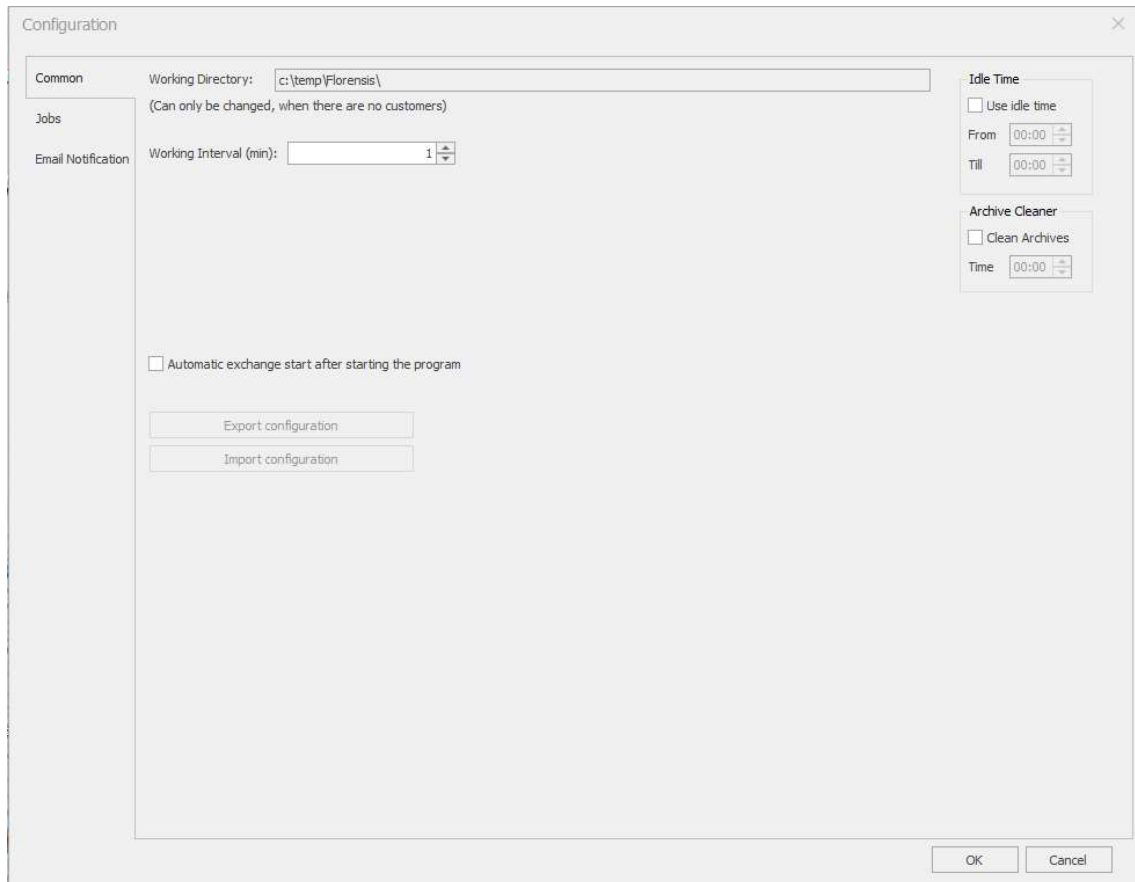 Configuration
Common
Jobs
Email Notification
Working Directory: c:\temp\Florensis\
(Can only be changed, when there are no customers)
Working Interval (min): 1
Automatic exchange start after starting the program
Export configuration
Import configuration
Idle Time
Use idle time
From 00:00
Till 00:00
Archive Cleaner
Clean Archives
Time 00:00
OK Cancel